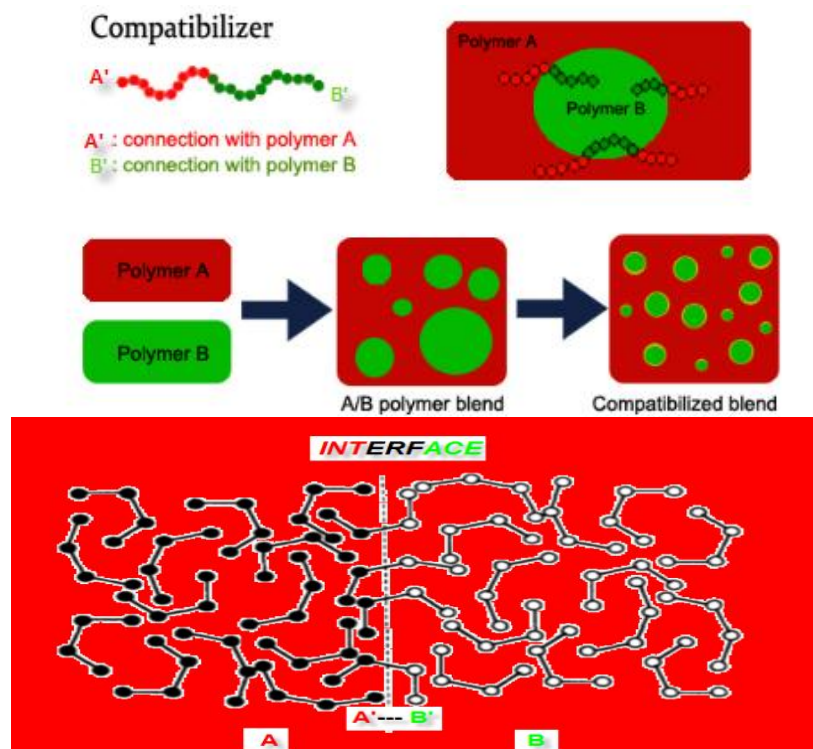 Compatibilizer
A'
B'
A' : connection with polymer A
B' : connection with polymer B
Polymer A
Polymer B
Polymer A
Polymer B
A/B polymer blend
Compatibilized blend
INTERFACE
A'--- B'
A
B